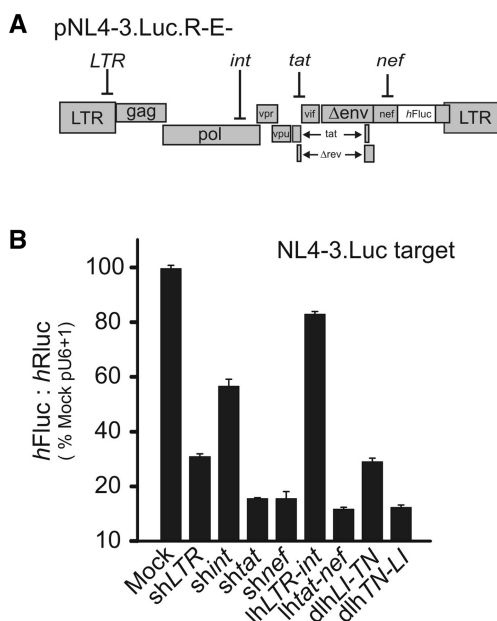 A
pNL4-3.Luc.R-E-
LTR int tat nef
LTR gag pol vpr vpu vif Δenv nef hFluc LTR
tat
Δrev
B
NL4-3.Luc target
hFluc : hRluc
( % Mock pU6+1)
100
80
60
40
20
10
Mock
shLTR
shint
shtat
shnef
lhLTR-int
lhtat-nef
dlhLI-TN
dlhTN-LI